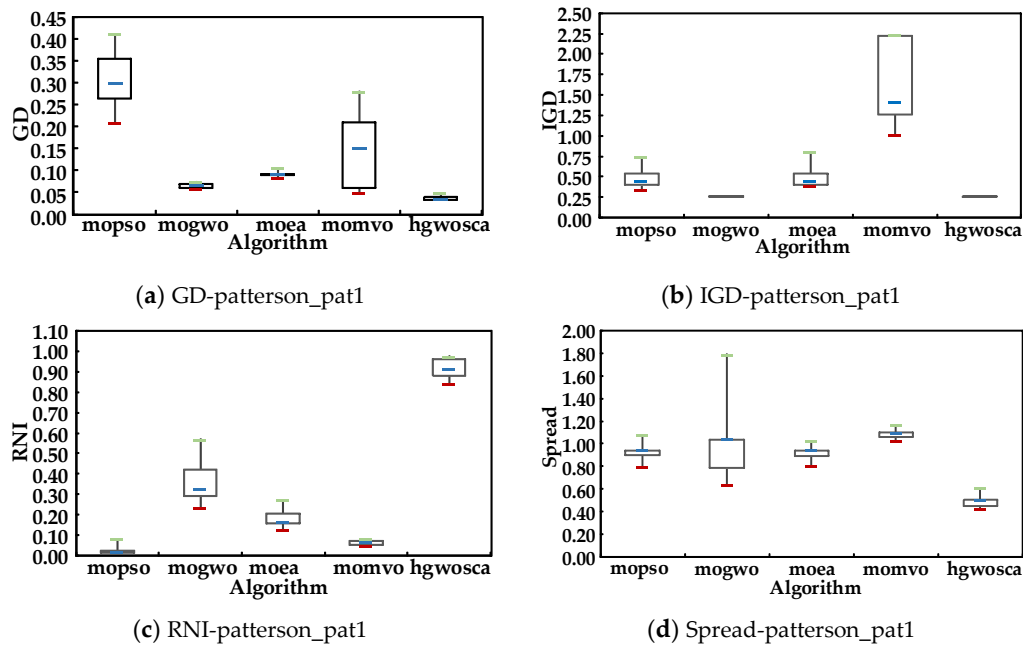 0.45
0.40
0.35
0.30
0.25
0.20
0.15
0.10
0.05
0.00
GD
mopso mogwo moea momvo hgwosca
Algorithm
(a) GD-patterson_pat1
2.50
2.25
2.00
1.75
1.50
1.25
1.00
0.75
0.50
0.25
0.00
IGD
mopso mogwo moea momvo hgwosca
Algorithm
(b) IGD-patterson_pat1
1.10
1.00
0.90
0.80
0.70
0.60
0.50
0.40
0.30
0.20
0.10
0.00
RNI
mopso mogwo moea momvo hgwosca
Algorithm
(c) RNI-patterson_pat1
2.00
1.80
1.60
1.40
1.20
1.00
0.80
0.60
0.40
0.20
0.00
Spread
mopso mogwo moea momvo hgwosca
Algorithm
(d) Spread-patterson_pat1